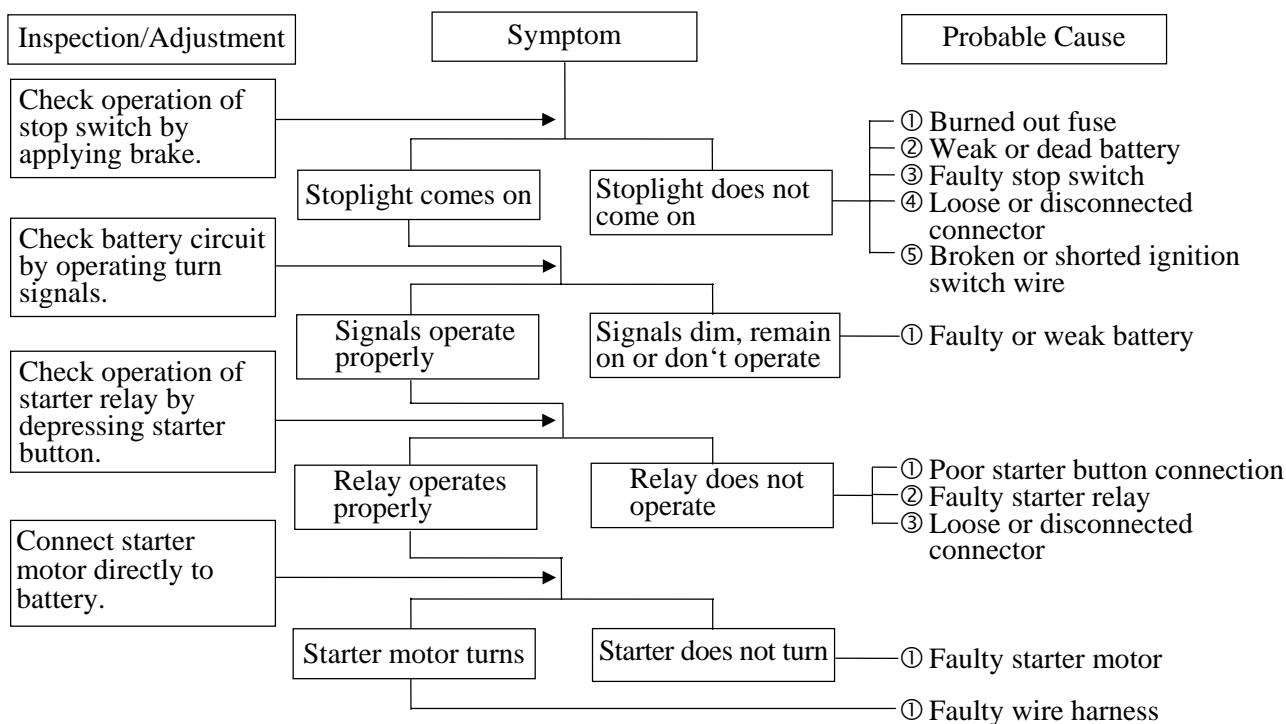 Inspection/Adjustment
Symptom
Probable Cause
Check operation of
stop switch by
applying brake.
Stoplight comes on
Stoplight does not
come on
① Burned out fuse
② Weak or dead battery
③ Faulty stop switch
④ Loose or disconnected
connector
⑤ Broken or shorted ignition
switch wire
Check battery circuit
by operating turn
signals.
Signals operate
properly
Signals dim, remain
on or don‘t operate
① Faulty or weak battery
Check operation of
starter relay by
depressing starter
button.
Relay operates
properly
Relay does not
operate
① Poor starter button connection
② Faulty starter relay
③ Loose or disconnected
connector
Connect starter
motor directly to
battery.
Starter motor turns
Starter does not turn
① Faulty starter motor
① Faulty wire harness